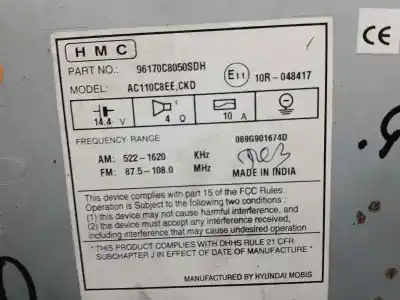 HMC
PART NO.: 96170C8050SDH
MODEL: AC110C8EE,CKD
E11 10R-048417
CE
14.4 V 4 Ω 10 A
FREQUENCY RANGE 069G901674D
AM: 522-1620 KHz
FM: 87.5-108.0 MHz MADE IN INDIA
This device complies with part 15 of the FCC Rules.
Operation is Subject to the following two conditions :
(1) this device may not cause harmful interference, and
(2) the device must accept any interference received,
including interference that may cause undesired operation
" THIS PRODUCT COMPLIES WITH DHHS RULE 21 CFR
SUBCHAPTER J IN EFFECT OF DATE OF MANUFACTURE "
MANUFACTURED BY HYUNDAI MOBIS